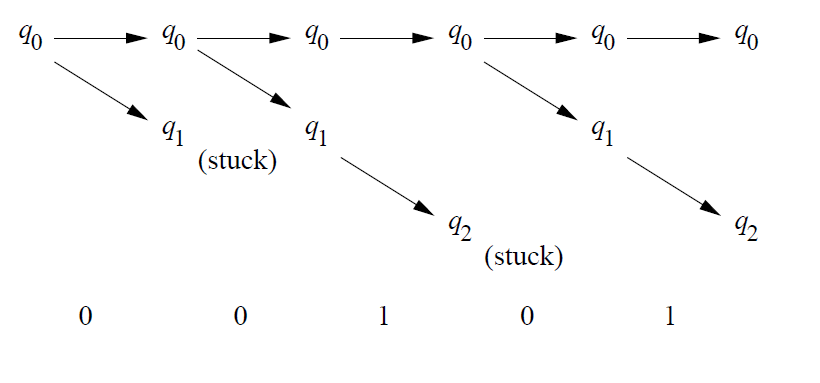 q0 q0 q0 q0 q0 q0
q1 q1 q1
(stuck)
q2 q2
(stuck)
0 0 1 0 1